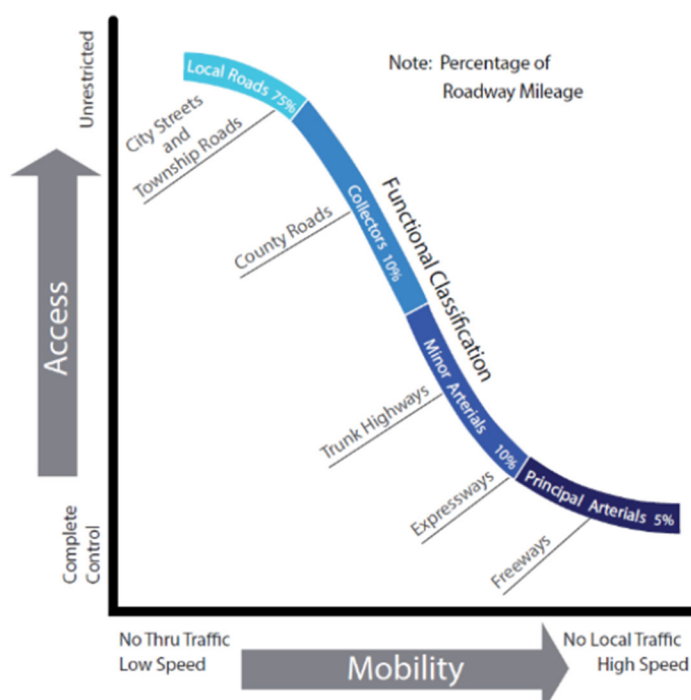 Unrestricted
Access
Complete
Control
Note: Percentage of
Roadway Mileage
Local Roads 75%
City Streets
and
Township Roads
Collectors 10%
County Roads
Functional Classification
Minor Arterials 10%
Trunk Highways
Expressways
Principal Arterials 5%
Freeways
No Thru Traffic
Low Speed
Mobility
No Local Traffic
High Speed